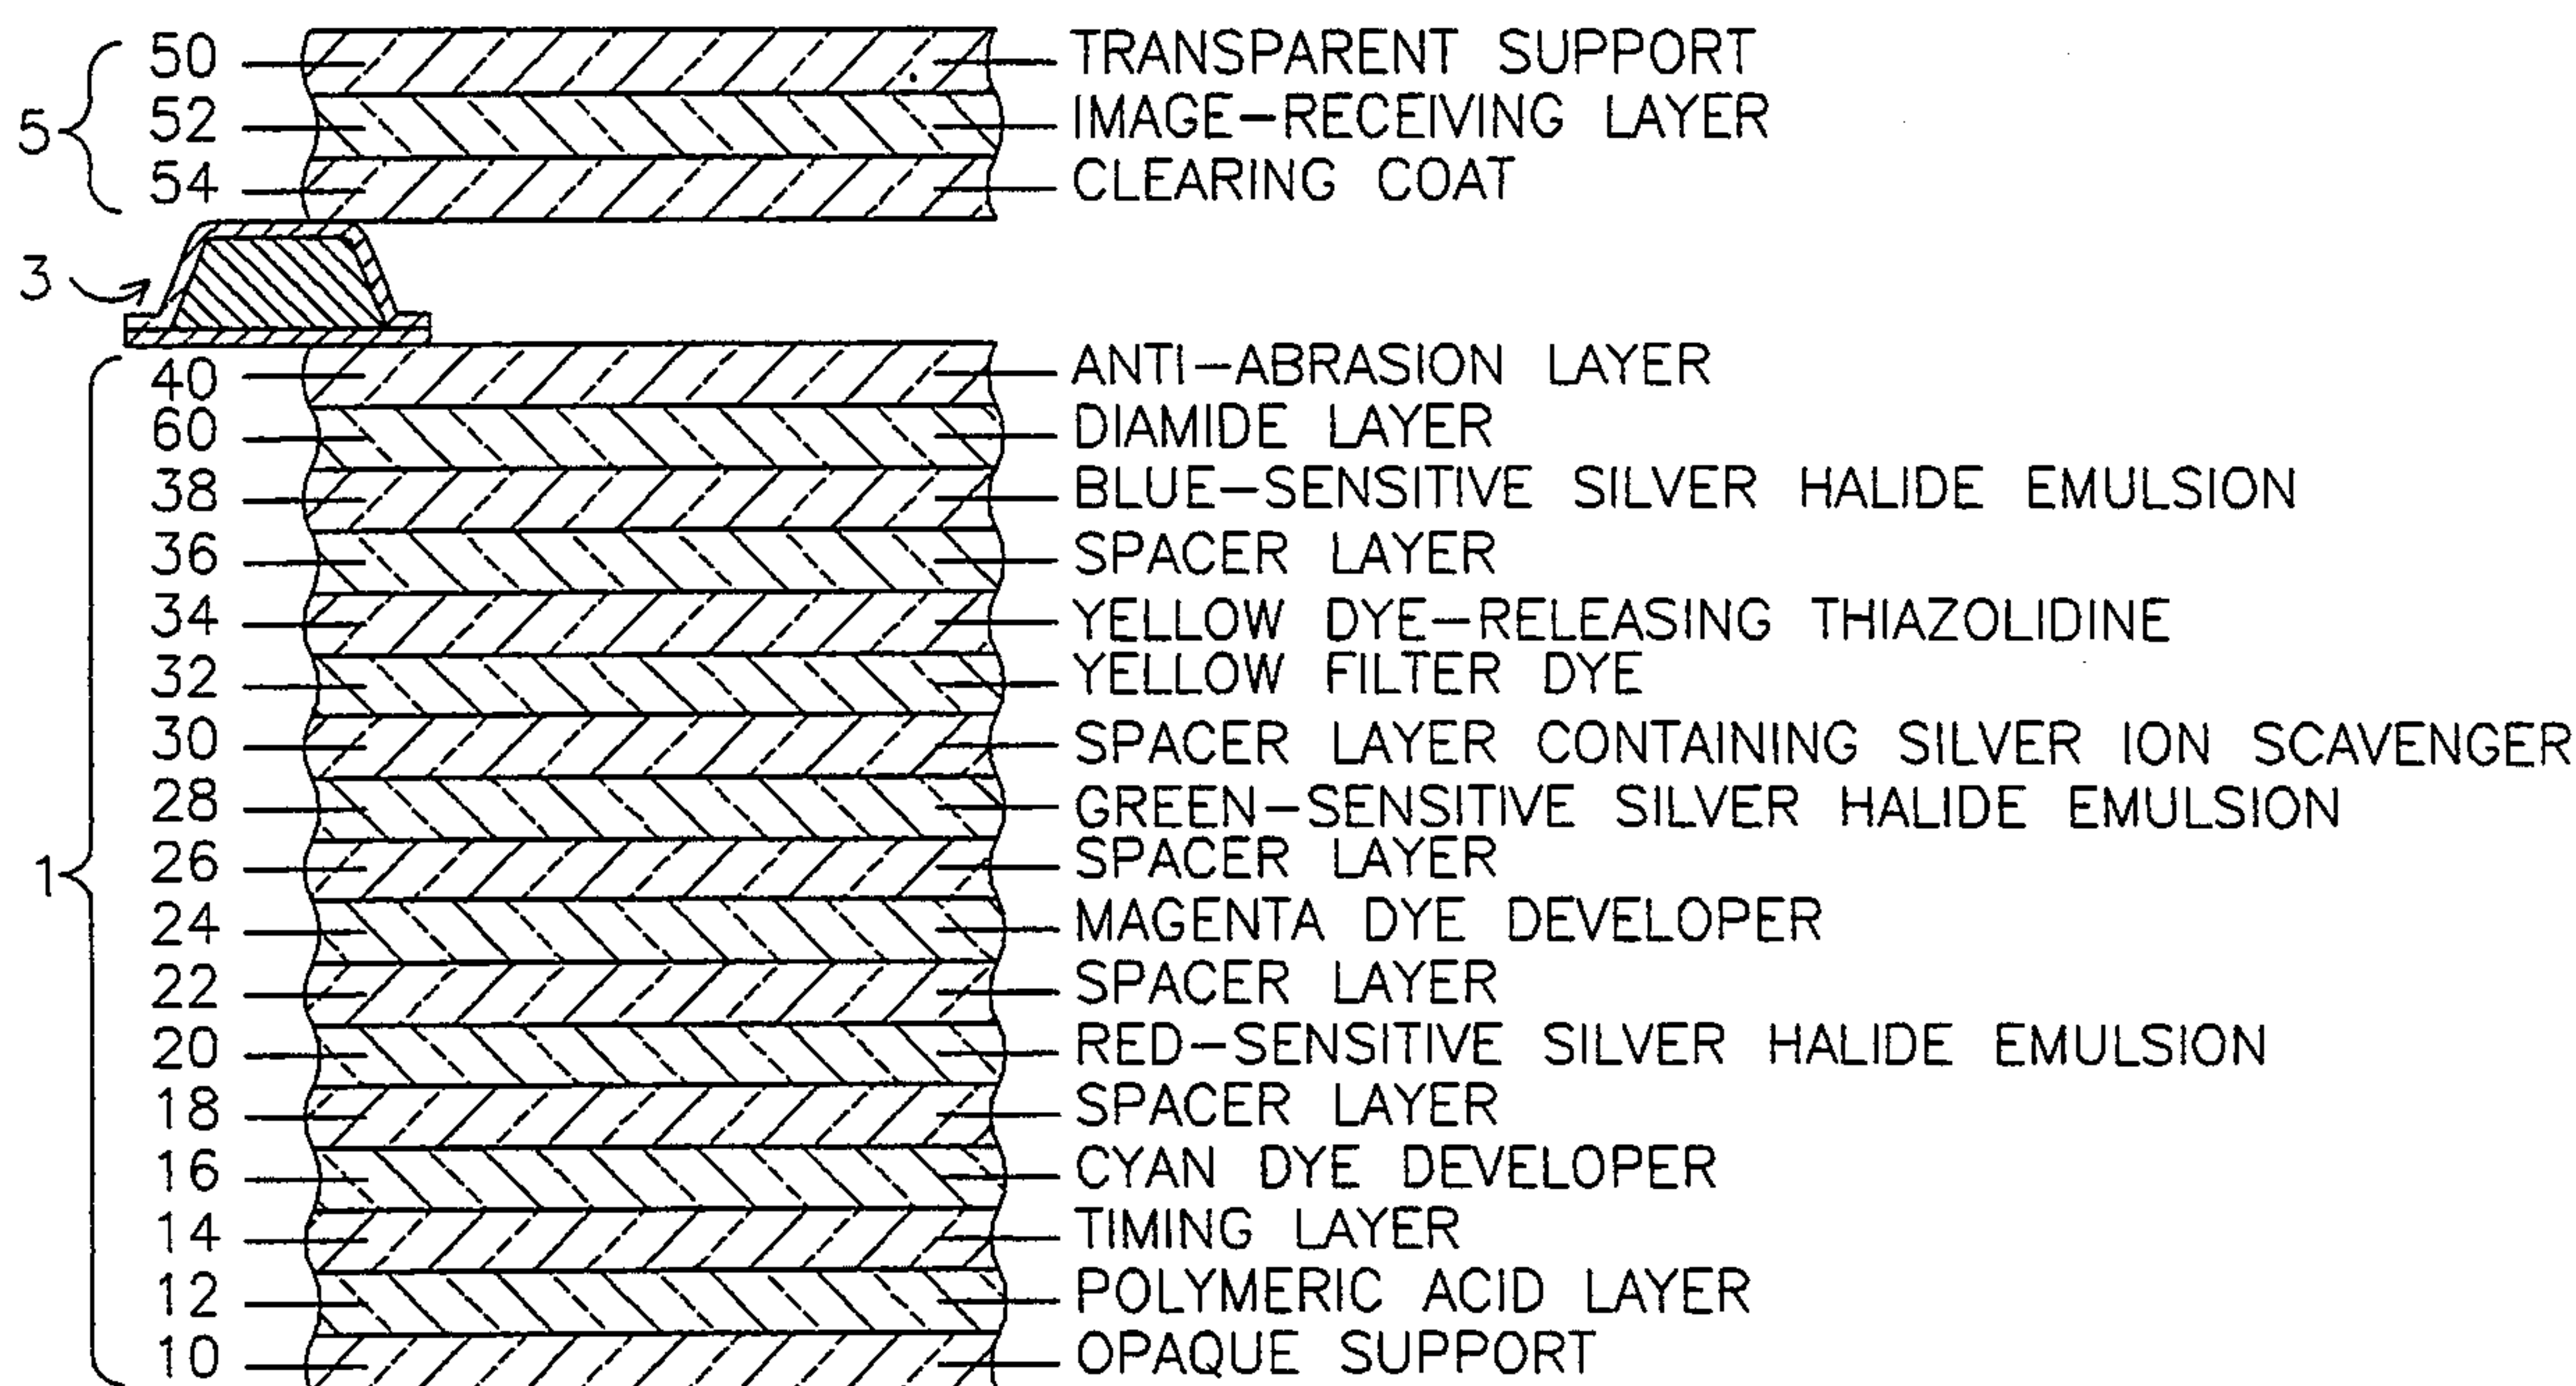 50 TRANSPARENT SUPPORT
5 52 IMAGE-RECEIVING LAYER
54 CLEARING COAT
3
40 ANTI-ABRASION LAYER
60 DIAMIDE LAYER
38 BLUE-SENSITIVE SILVER HALIDE EMULSION
36 SPACER LAYER
34 YELLOW DYE-RELEASING THIAZOLIDINE
32 YELLOW FILTER DYE
30 SPACER LAYER CONTAINING SILVER ION SCAVENGER
28 GREEN-SENSITIVE SILVER HALIDE EMULSION
1 26 SPACER LAYER
24 MAGENTA DYE DEVELOPER
22 SPACER LAYER
20 RED-SENSITIVE SILVER HALIDE EMULSION
18 SPACER LAYER
16 CYAN DYE DEVELOPER
14 TIMING LAYER
12 POLYMERIC ACID LAYER
10 OPAQUE SUPPORT